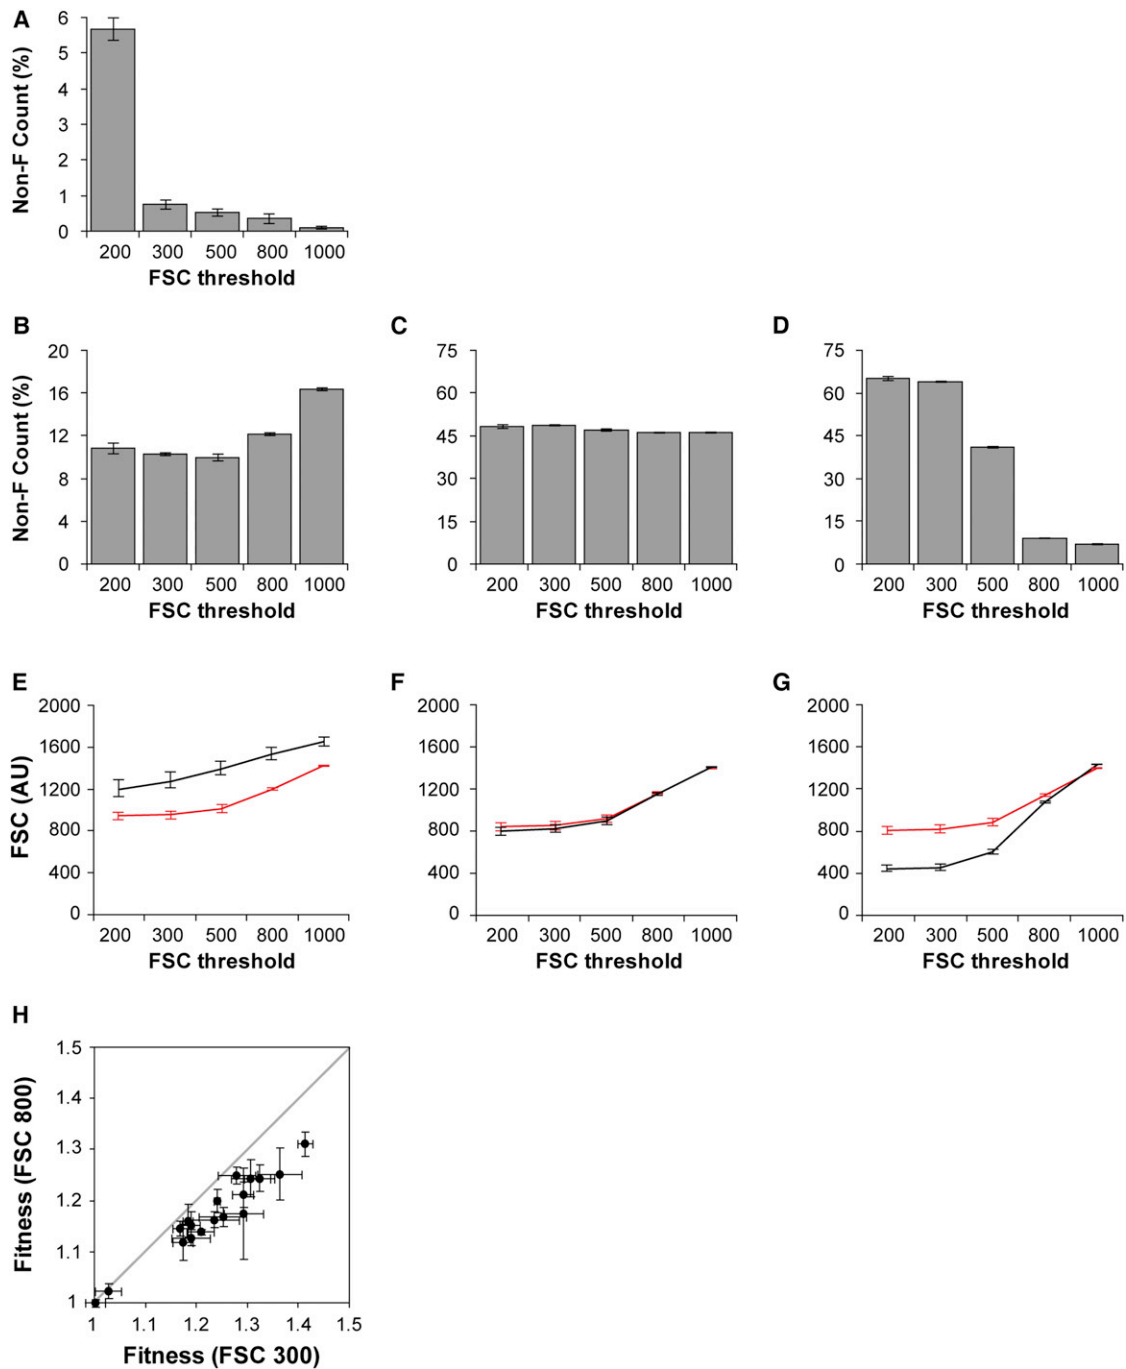 A
Non-F Count (%)
6
5
4
3
2
1
0
200 300 500 800 1000
FSC threshold
B
Non-F Count (%)
20
16
12
8
4
0
200 300 500 800 1000
FSC threshold
C
75
60
45
30
15
0
200 300 500 800 1000
FSC threshold
D
75
60
45
30
15
0
200 300 500 800 1000
FSC threshold
E
FSC (AU)
2000
1600
1200
800
400
0
200 300 500 800 1000
FSC threshold
F
2000
1600
1200
800
400
0
200 300 500 800 1000
FSC threshold
G
2000
1600
1200
800
400
0
200 300 500 800 1000
FSC threshold
H
Fitness (FSC 800)
1.5
1.4
1.3
1.2
1.1
1
1 1.1 1.2 1.3 1.4 1.5
Fitness (FSC 300)